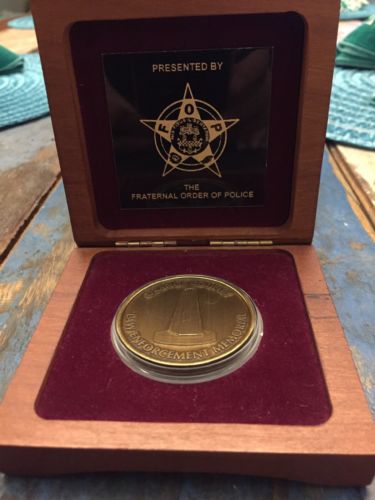 PRESENTED BY
F O P
THE
FRATERNAL ORDER OF POLICE
LAW ENFORCEMENT MEMORIAL